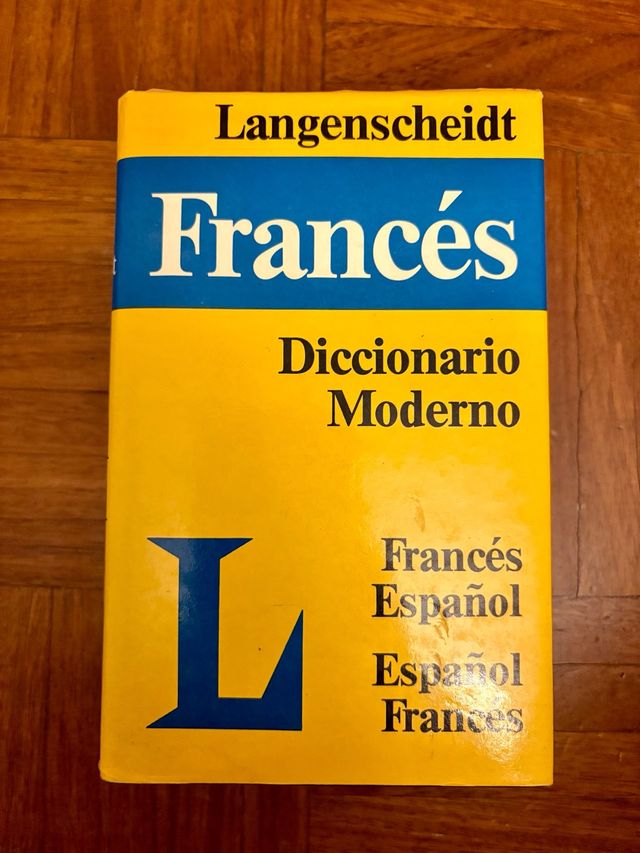 Langenscheidt
Francés
Diccionario
Moderno
L
Francés
Español
Español
Francés